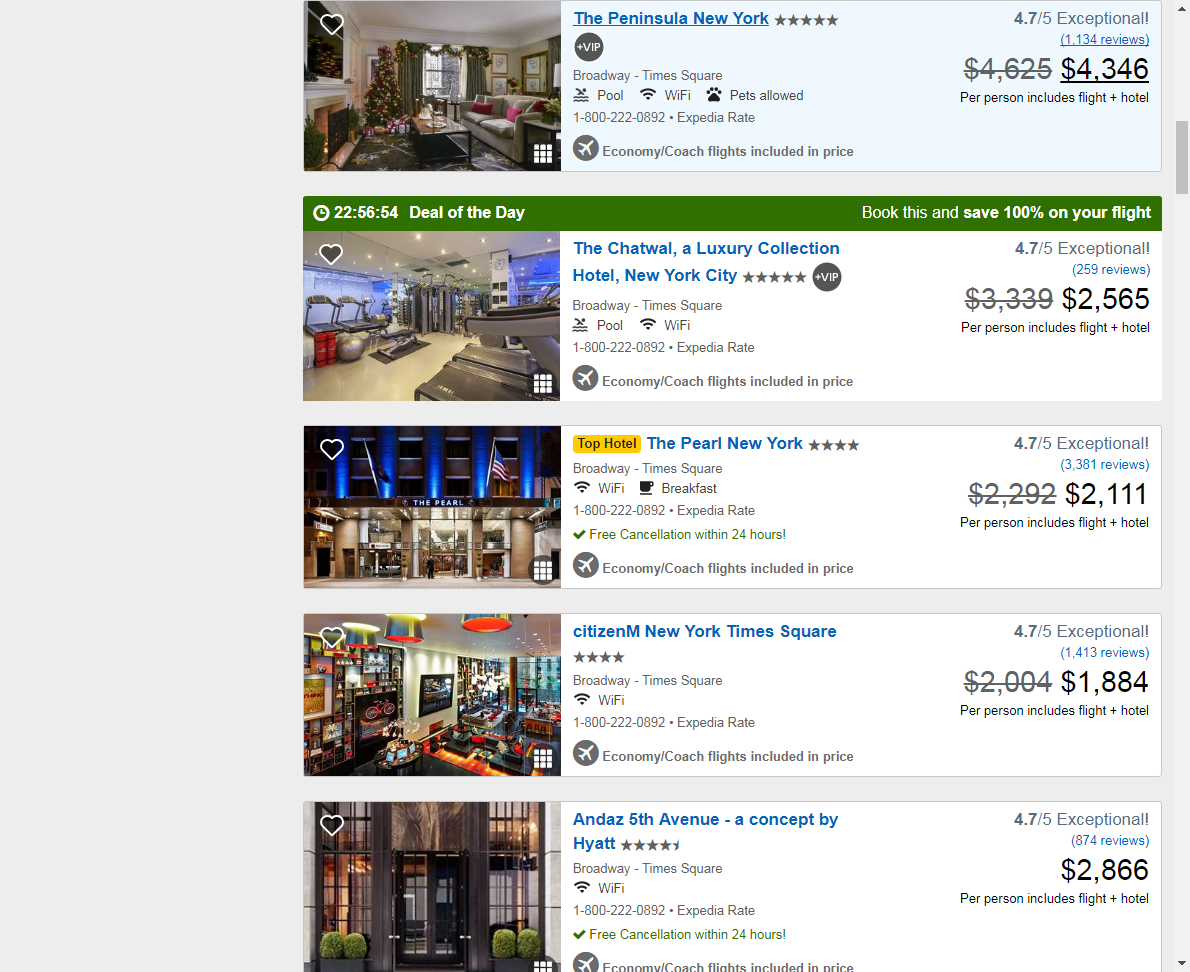 The Peninsula New York
4.7/5 Exceptional!
+VIP
(1,134 reviews)
$4,625 $4,346
Broadway - Times Square
Pool WiFi Pets allowed
Per person includes flight + hotel
1-800-222-0892 • Expedia Rate
Economy/Coach flights included in price
22:56:54 Deal of the Day
Book this and save 100% on your flight
The Chatwal, a Luxury Collection
Hotel, New York City +VIP
4.7/5 Exceptional!
(259 reviews)
$3,339 $2,565
Broadway - Times Square
Pool WiFi
Per person includes flight + hotel
1-800-222-0892 • Expedia Rate
Economy/Coach flights included in price
THE PEARL
Top Hotel The Pearl New York
4.7/5 Exceptional!
(3,381 reviews)
Broadway - Times Square
$2,292 $2,111
WiFi Breakfast
1-800-222-0892 • Expedia Rate
Per person includes flight + hotel
Free Cancellation within 24 hours!
Economy/Coach flights included in price
citizenM New York Times Square
4.7/5 Exceptional!
(1,413 reviews)
Broadway - Times Square
$2,004 $1,884
WiFi
Per person includes flight + hotel
1-800-222-0892 • Expedia Rate
Economy/Coach flights included in price
Andaz 5th Avenue - a concept by
Hyatt
4.7/5 Exceptional!
(874 reviews)
Broadway - Times Square
$2,866
WiFi
Per person includes flight + hotel
1-800-222-0892 • Expedia Rate
Free Cancellation within 24 hours!
Economy/Coach flights included in price